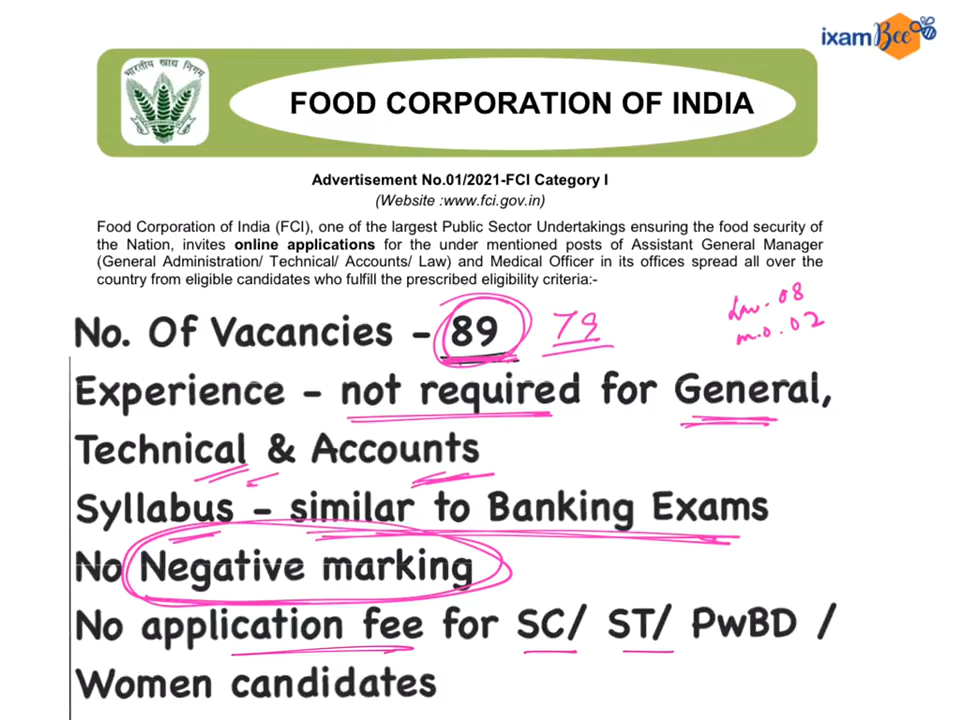 ixamBee
भारतीय खाद्य निगम
FOOD CORPORATION OF INDIA
Advertisement No.01/2021-FCI Category I
(Website :www.fci.gov.in)
Food Corporation of India (FCI), one of the largest Public Sector Undertakings ensuring the food security of
the Nation, invites online applications for the under mentioned posts of Assistant General Manager
(General Administration/ Technical/ Accounts/ Law) and Medical Officer in its offices spread all over the
country from eligible candidates who fulfill the prescribed eligibility criteria:-
Law. 08
m.o. 02
No. Of Vacancies - 89 79
Experience - not required for General,
Technical & Accounts
Syllabus - similar to Banking Exams
No Negative marking
No application fee for SC/ ST/ PwBD /
Women candidates